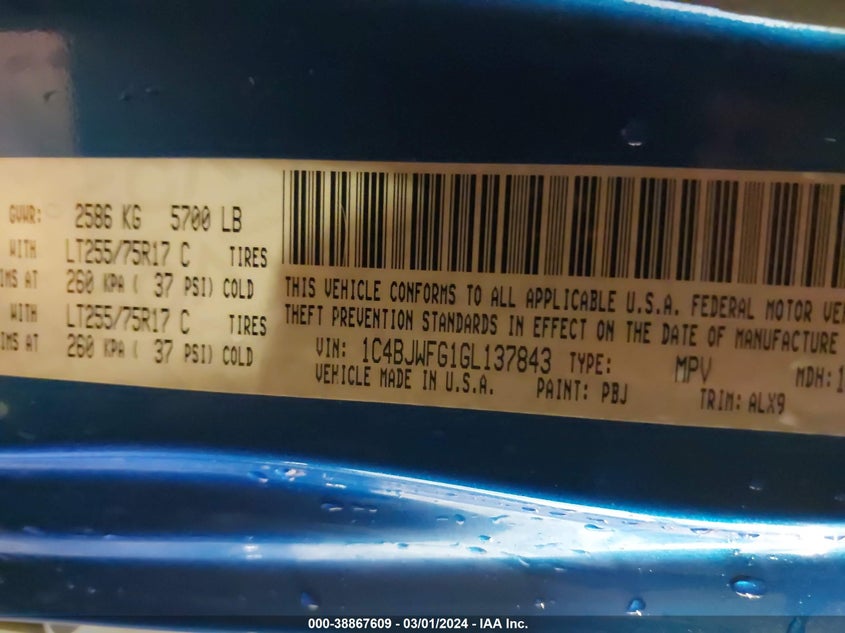 GVWR: 2586 KG 5700 LB
WITH LT255/75R17 C TIRES
IMS AT 260 KPA ( 37 PSI) COLD
WITH LT255/75R17 C TIRES
IMS AT 260 KPA ( 37 PSI) COLD
THIS VEHICLE CONFORMS TO ALL APPLICABLE U.S.A. FEDERAL MOTOR VEH
THEFT PREVENTION STANDARDS IN EFFECT ON THE DATE OF MANUFACTURE
VIN: 1C4BJWFG1GL137843 TYPE: MPV MDH: 1
VEHICLE MADE IN U.S.A. PAINT: PBJ TRIM: ALX9
000-38867609 - 03/01/2024 - IAA Inc.